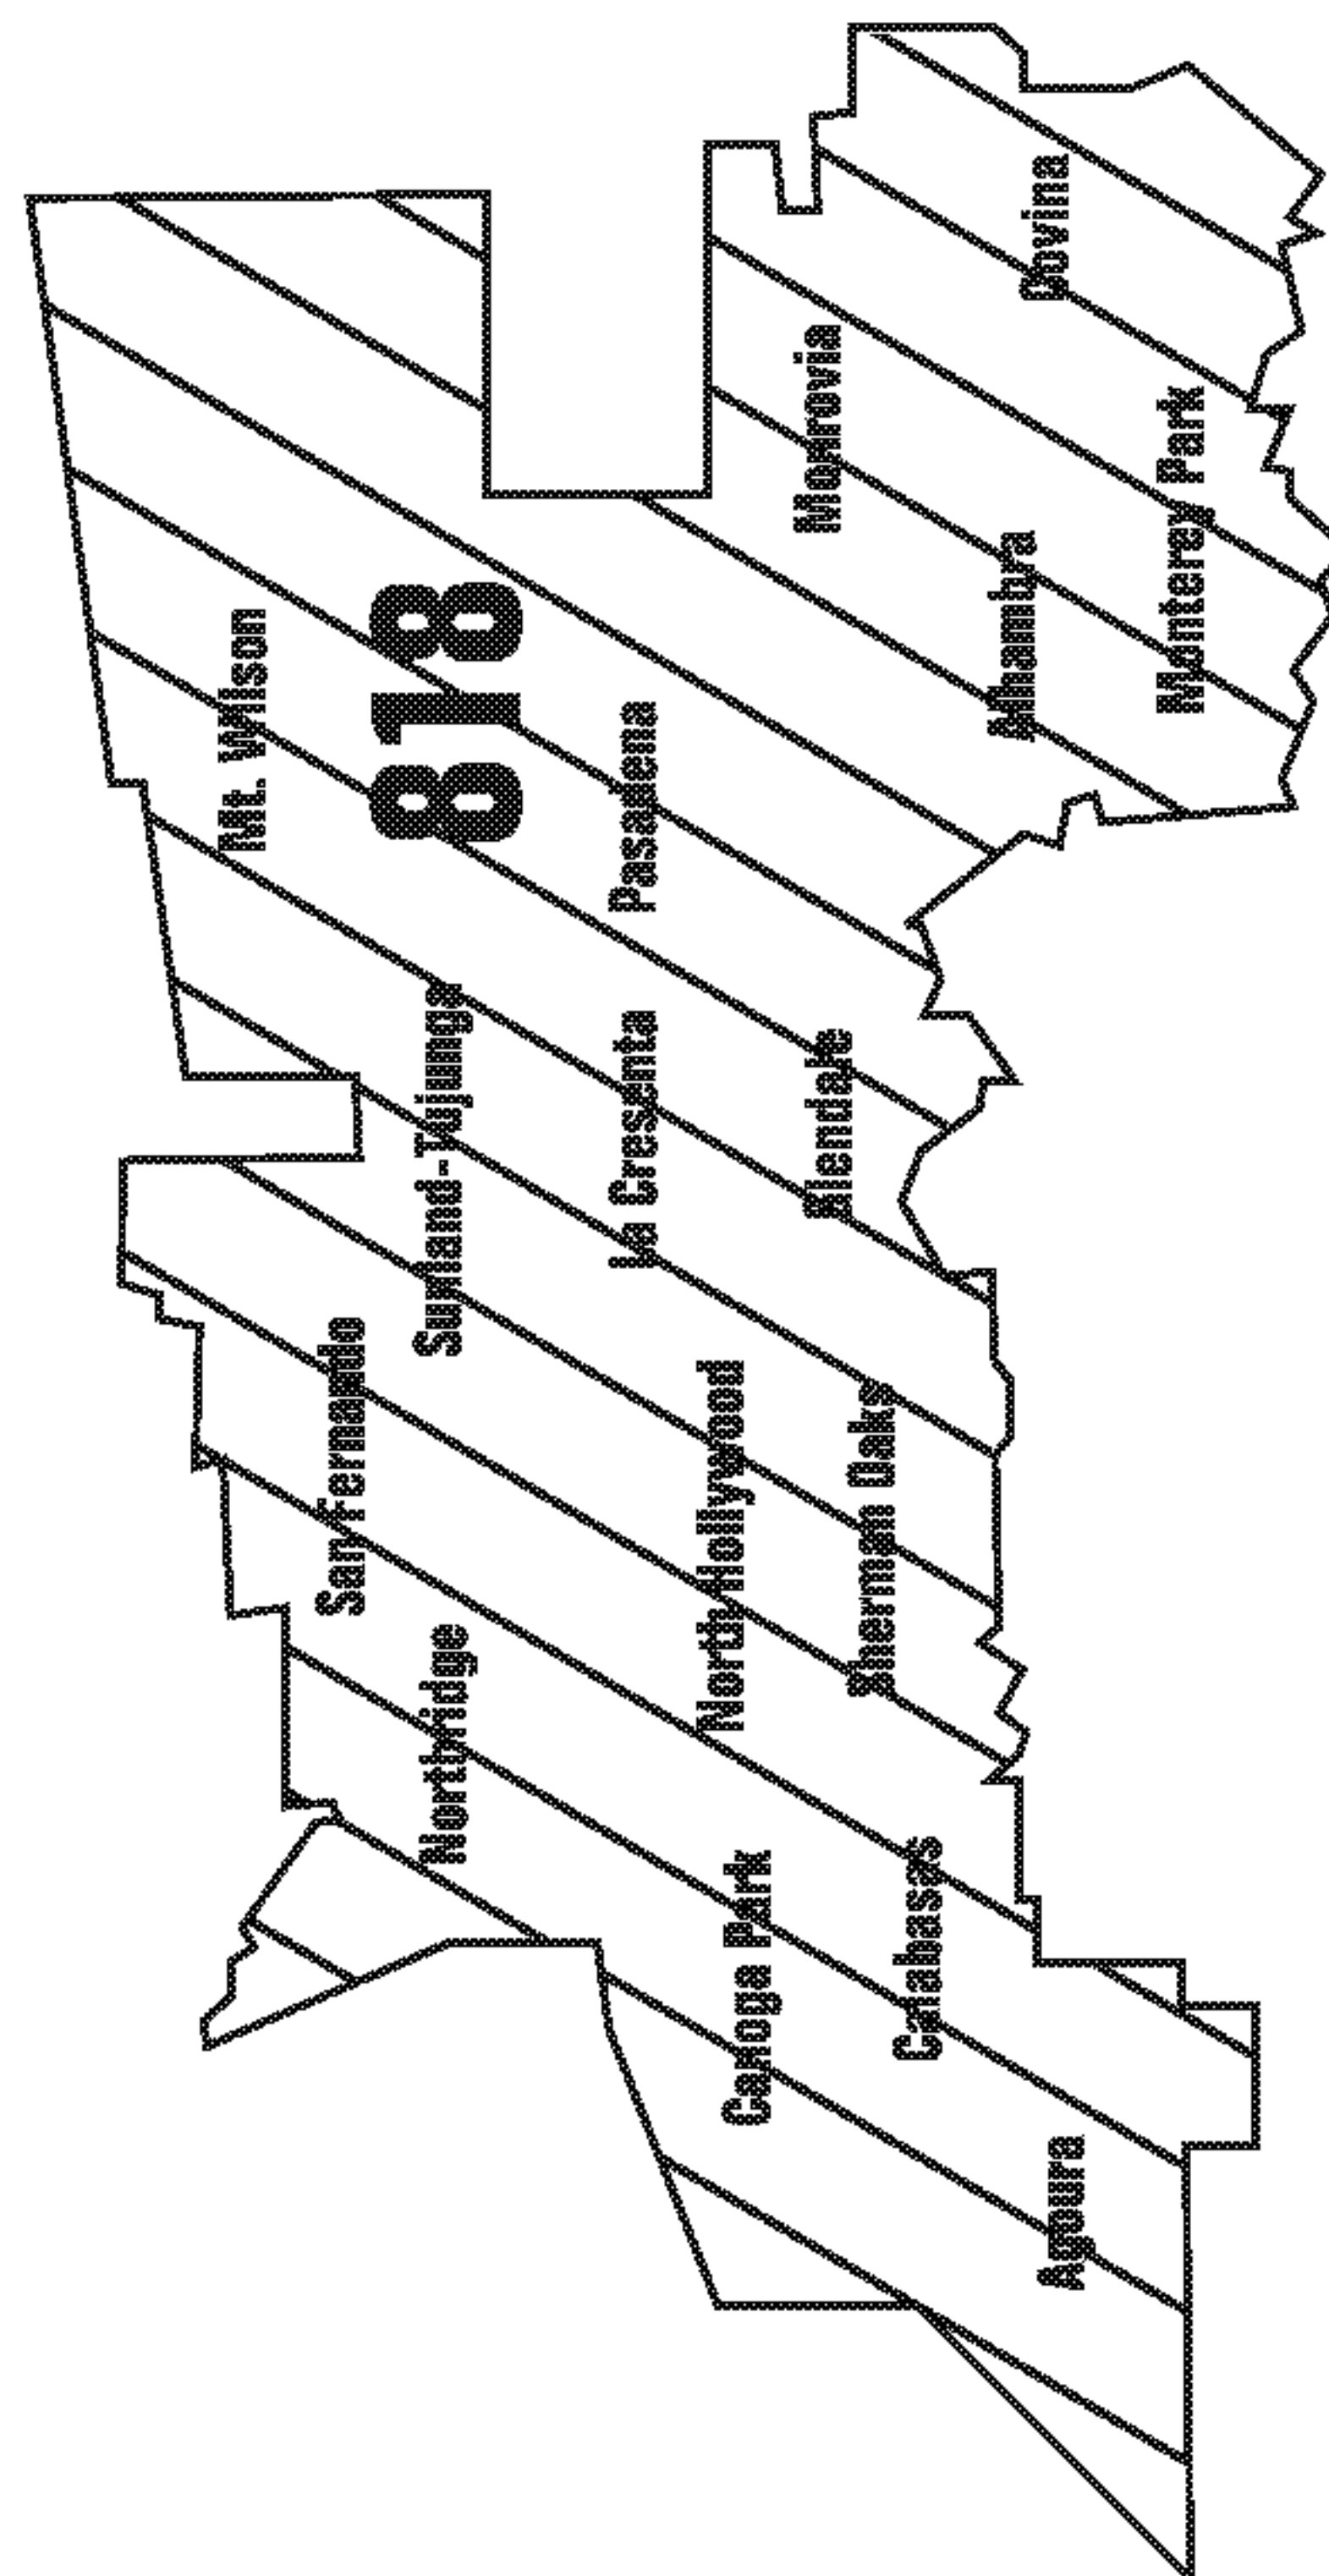 Mt. Wilson
San Fernando
Northridge
Sunland-Tujunga
818
La Cresenta
Pasadena
North Hollywood
Canoga Park
Glendale
Monrovia
Sherman Oaks
Calabasas
Alhambra
Covina
Agoura
Monterey Park